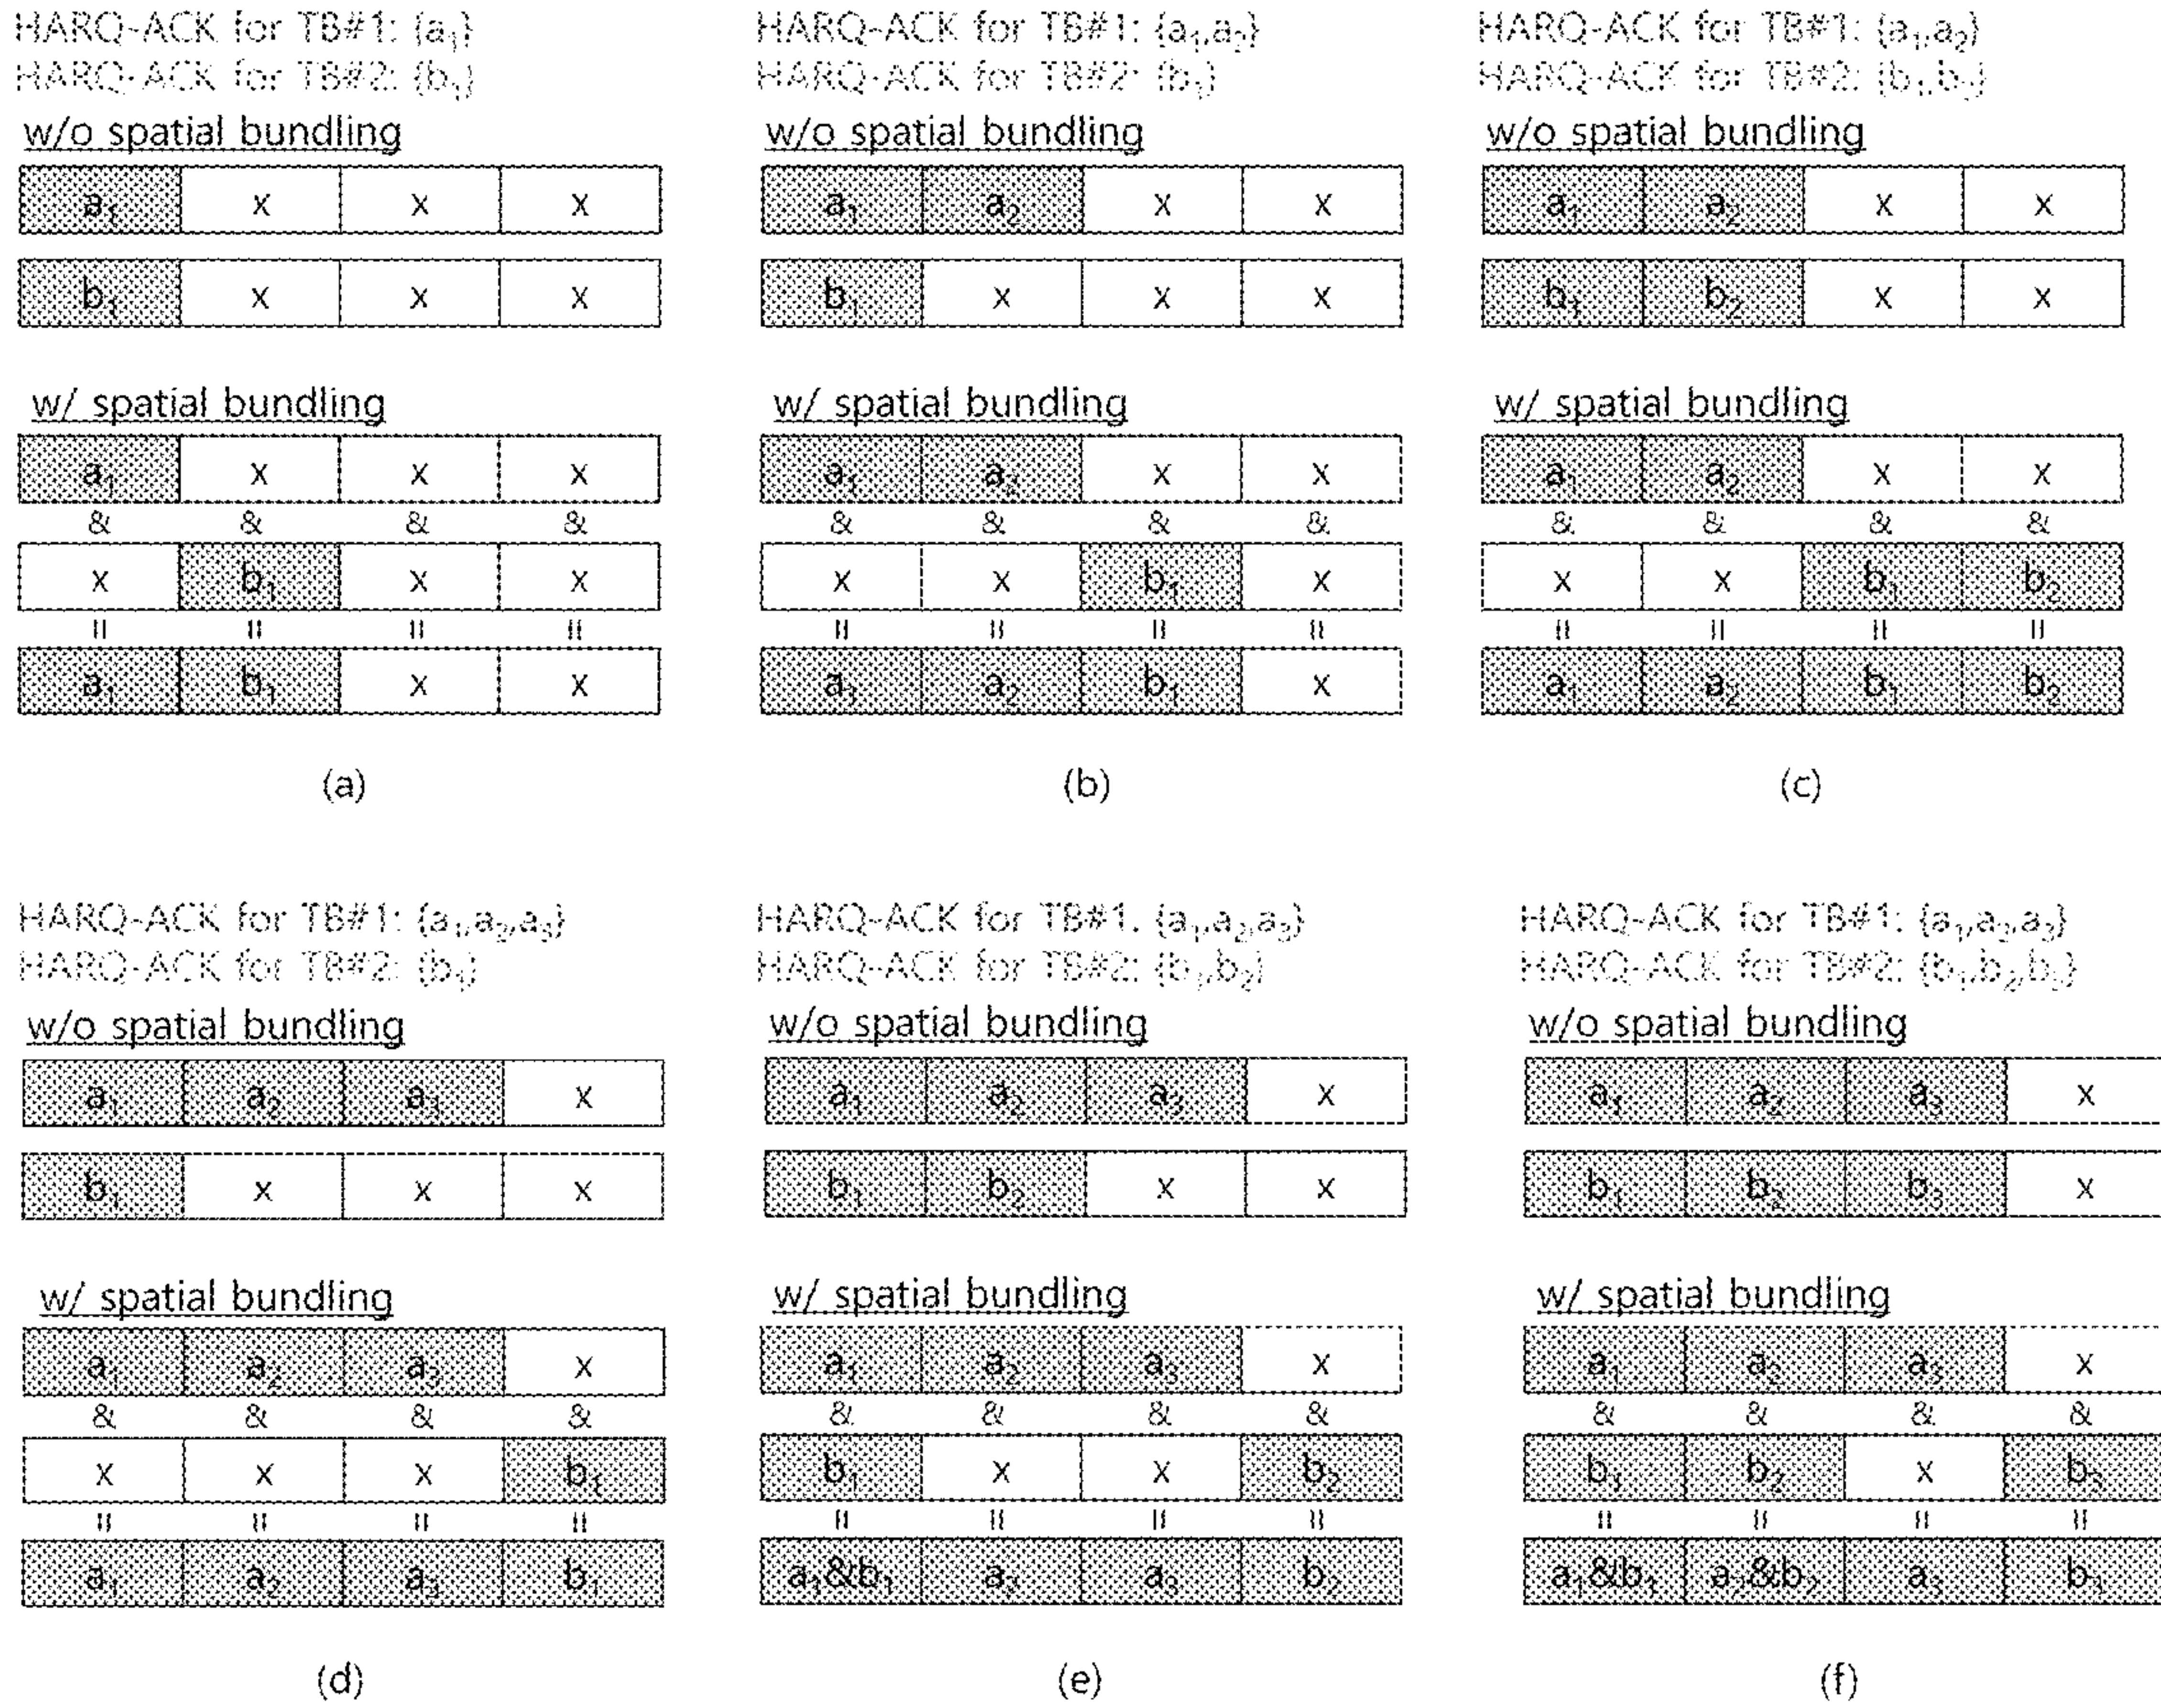 HARQ-ACK for TB#1: {a₁}
HARQ-ACK for TB#2: {b₁}
w/o spatial bundling
a₁ x x x
b₁ x x x
w/ spatial bundling
a₁ x x x
& & & &
x b₁ x x
= = = =
a₁ b₁ x x
(a)
HARQ-ACK for TB#1: {a₁,a₂}
HARQ-ACK for TB#2: {b₁}
w/o spatial bundling
a₁ a₂ x x
b₁ x x x
w/ spatial bundling
a₁ a₂ x x
& & & &
x x b₁ x
= = = =
a₁ a₂ b₁ x
(b)
HARQ-ACK for TB#1: {a₁,a₂}
HARQ-ACK for TB#2: {b₁,b₂}
w/o spatial bundling
a₁ a₂ x x
b₁ b₂ x x
w/ spatial bundling
a₁ a₂ x x
& & & &
x x b₁ b₂
= = = =
a₁ a₂ b₁ b₂
(c)
HARQ-ACK for TB#1: {a₁,a₂,a₃}
HARQ-ACK for TB#2: {b₁}
w/o spatial bundling
a₁ a₂ a₃ x
b₁ x x x
w/ spatial bundling
a₁ a₂ a₃ x
& & & &
x x x b₁
= = = =
a₁ a₂ a₃ b₁
(d)
HARQ-ACK for TB#1: {a₁,a₂,a₃}
HARQ-ACK for TB#2: {b₁,b₂}
w/o spatial bundling
a₁ a₂ a₃ x
b₁ b₂ x x
w/ spatial bundling
a₁ a₂ a₃ x
& & & &
b₁ x x b₂
= = = =
a₁&b₁ a₂ a₃ b₂
(e)
HARQ-ACK for TB#1: {a₁,a₂,a₃}
HARQ-ACK for TB#2: {b₁,b₂,b₃}
w/o spatial bundling
a₁ a₂ a₃ x
b₁ b₂ b₃ x
w/ spatial bundling
a₁ a₂ a₃ x
& & & &
b₁ b₂ x b₃
= = = =
a₁&b₁ a₂&b₂ a₃ b₃
(f)